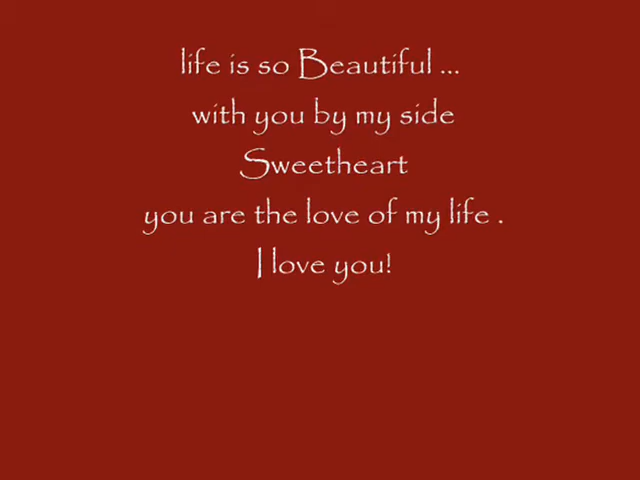 life is so Beautiful ...
with you by my side
Sweetheart
you are the love of my life .
I love you!